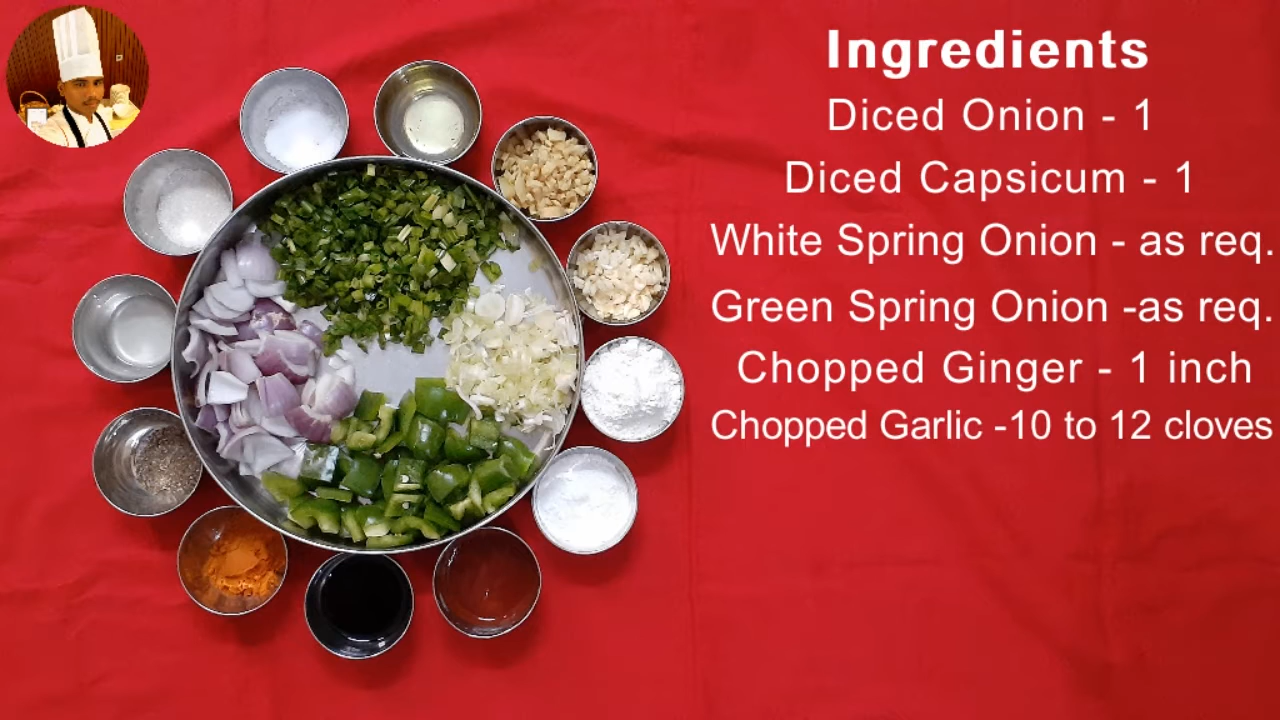 Ingredients
Diced Onion - 1
Diced Capsicum - 1
White Spring Onion - as req.
Green Spring Onion -as req.
Chopped Ginger - 1 inch
Chopped Garlic -10 to 12 cloves